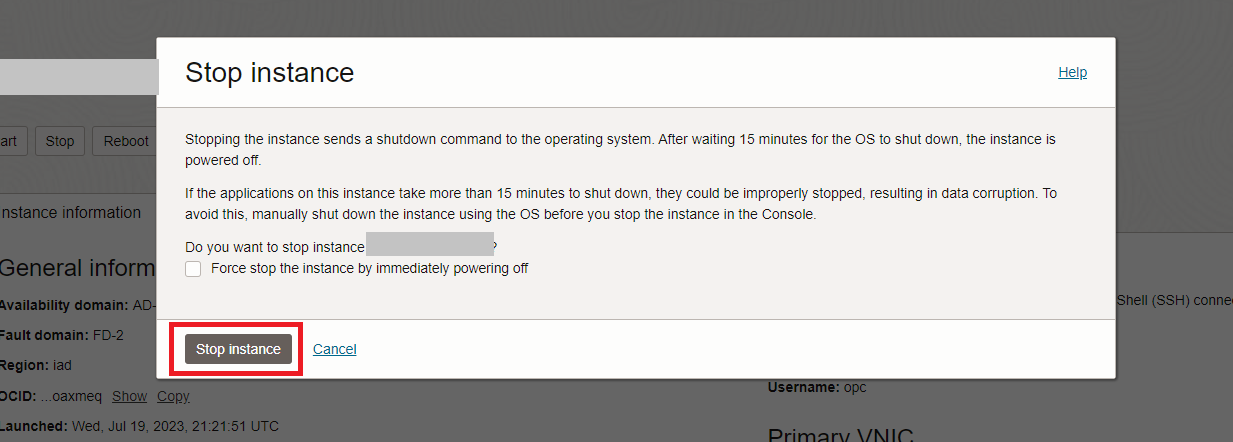 Stop instance
Help
Stopping the instance sends a shutdown command to the operating system. After waiting 15 minutes for the OS to shut down, the instance is
powered off.
If the applications on this instance take more than 15 minutes to shut down, they could be improperly stopped, resulting in data corruption. To
avoid this, manually shut down the instance using the OS before you stop the instance in the Console.
Do you want to stop instance ?
Force stop the instance by immediately powering off
Stop instance Cancel
art Stop Reboot
nstance information
General inform
Availability domain: AD-
Fault domain: FD-2
Region: iad
OCID: ...oaxmeq Show Copy
Launched: Wed, Jul 19, 2023, 21:21:51 UTC
Shell (SSH) conne
Username: opc
Primary VNIC